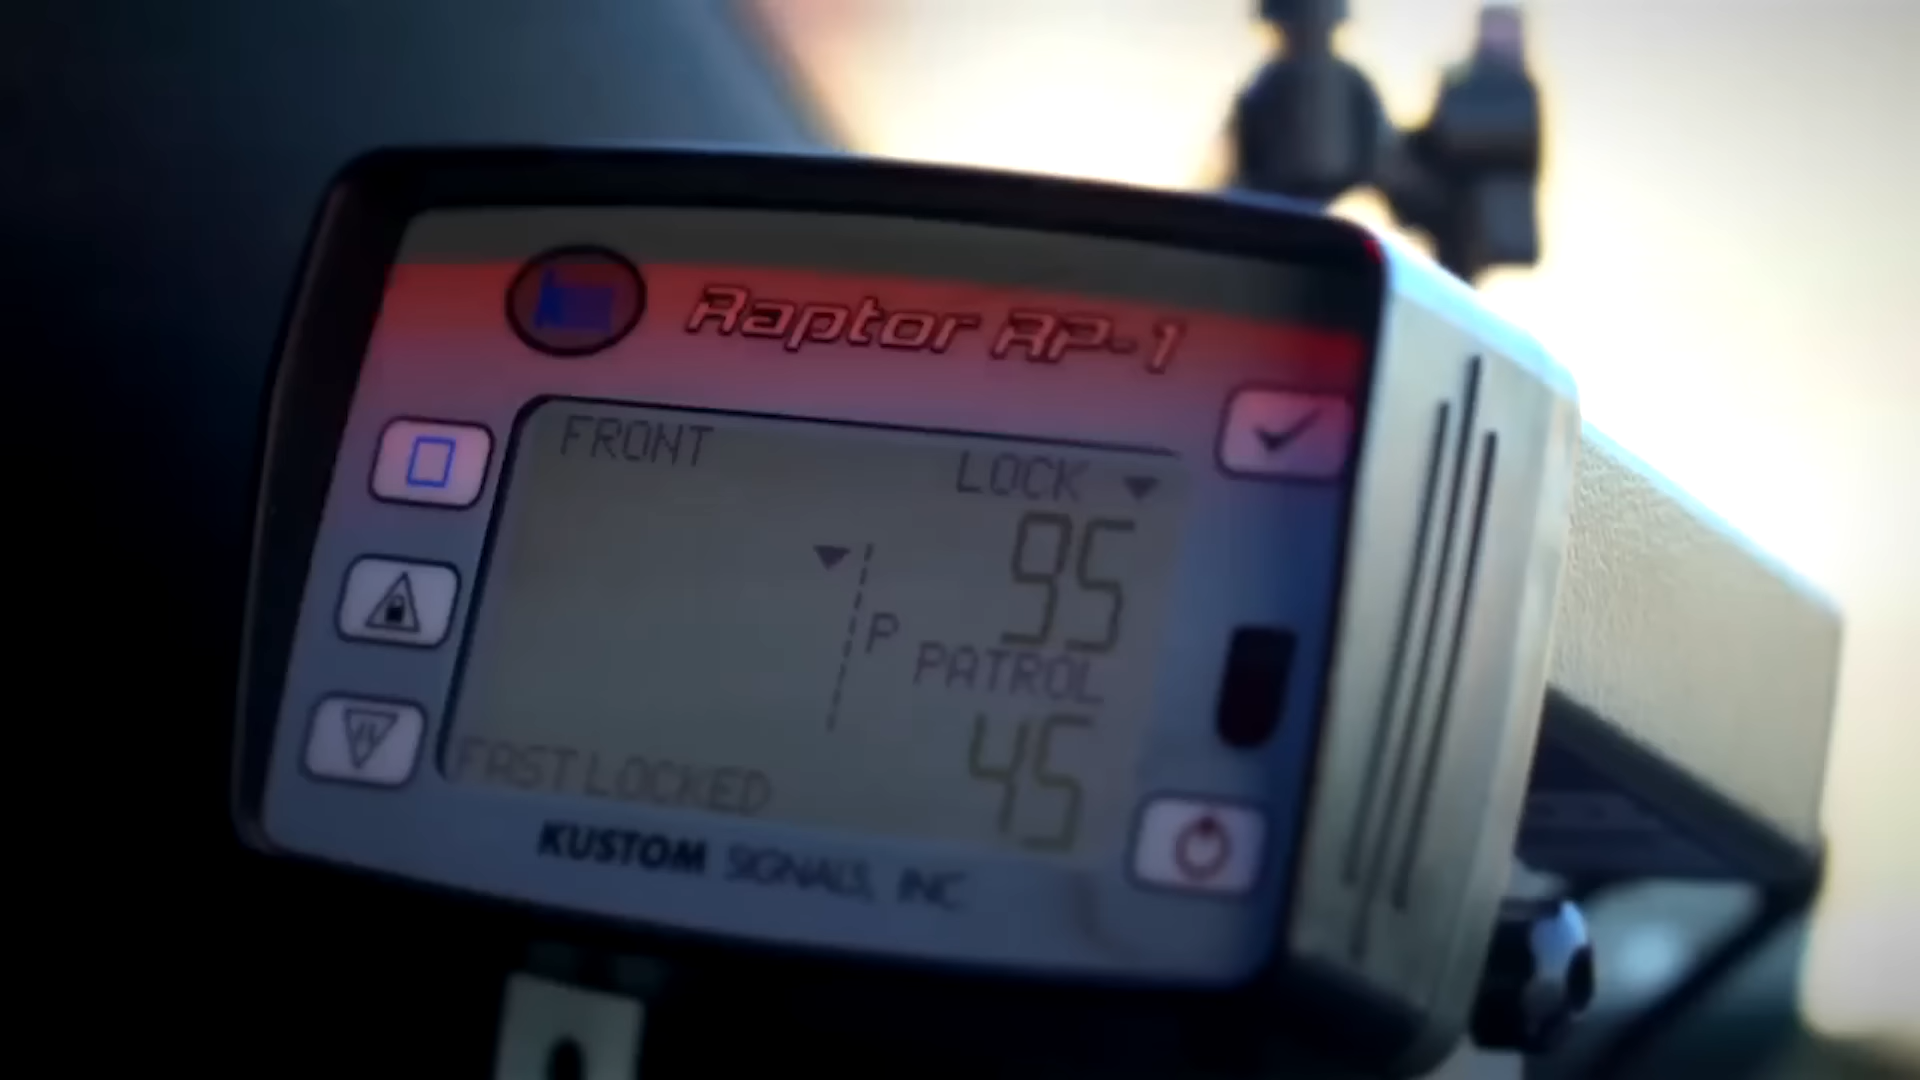 Raptor RP-1
FRONT
LOCK
95
P PATROL
45
FAST LOCKED
KUSTOM SIGNALS, INC